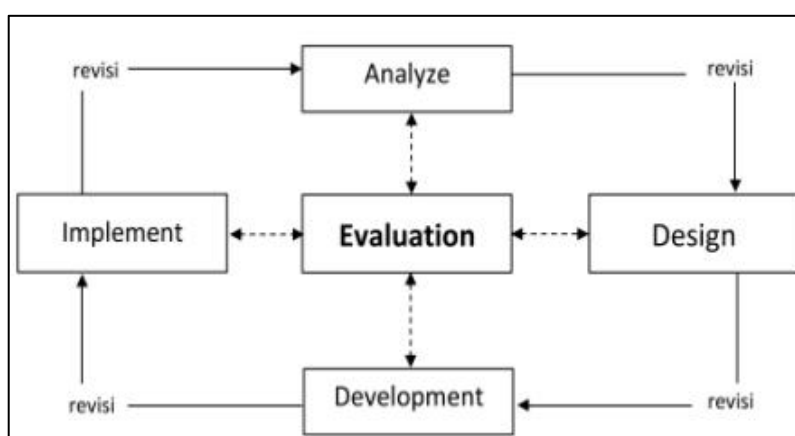 revisi
Analyze
revisi
Implement
Evaluation
Design
revisi
Development
revisi